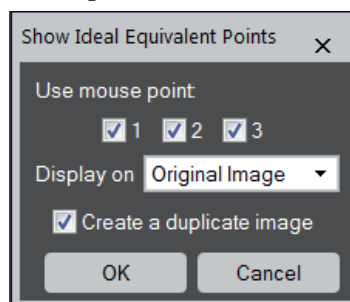 Show Ideal Equivalent Points
Use mouse point
1 2 3
Display on Original Image
Create a duplicate image
OK Cancel